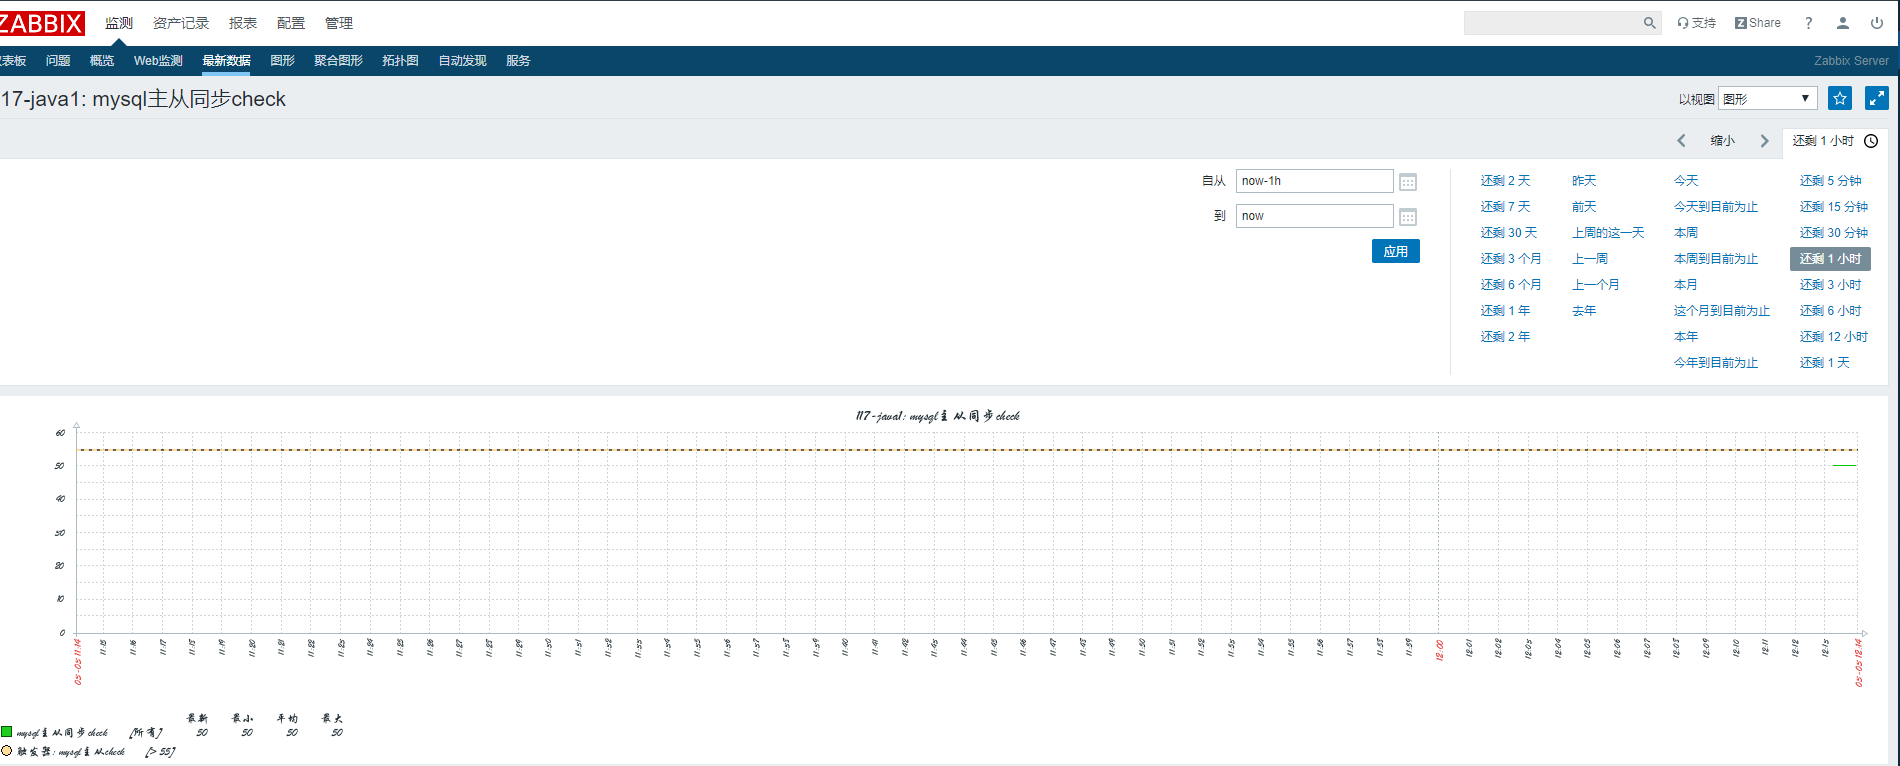 ZABBIX 监测 资产记录 报表 配置 管理 支持 Z Share ?
表板 问题 概览 Web监测 最新数据 图形 聚合图形 拓扑图 自动发现 服务 Zabbix Server
17-java1: mysql主从同步check 以视图 图形
缩小 还剩 1 小时
自从 now-1h 还剩 2 天 昨天 今天 还剩 5 分钟
还剩 7 天 前天 今天到目前为止 还剩 15 分钟
到 now
还剩 30 天 上周的这一天 本周 还剩 30 分钟
应用 还剩 3 个月 上一周 本周到目前为止 还剩 1 小时
还剩 6 个月 上一个月 本月 还剩 3 小时
还剩 1 年 去年 这个月到目前为止 还剩 6 小时
还剩 2 年 本年 还剩 12 小时
今年到目前为止 还剩 1 天
117-java1: mysql主从同步check
60
50
40
30
20
10
0
05-05 11:14 11:15 11:16 11:17 11:18 11:19 11:20 11:21 11:22 11:23 11:24 11:25 11:26 11:27 11:28 11:29 11:30 11:31 11:32 11:33 11:34 11:35 11:36 11:37 11:38 11:39 11:40 11:41 11:42 11:43 11:44 11:45 11:46 11:47 11:48 11:49 11:50 11:51 11:52 11:53 11:54 11:55 11:56 11:57 11:58 11:59 12:00 12:01 12:02 12:03 12:04 12:05 12:06 12:07 12:08 12:09 12:10 12:11 12:12 12:13 05-05 12:14
最新 最小 平均 最大
mysql主从同步check [所有] 50 50 50 50
触发器: mysql主从check [> 55]